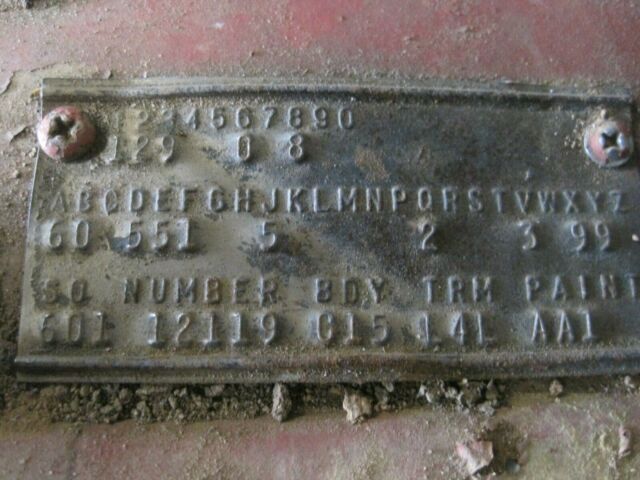 1234567890
129 0 8
ABCDEFGHJKLMNPQRSTVWXYZ
60 551 5 2 3 99
SO NUMBER BDY TRM PAINT
601 12119 C15 L4L AA1